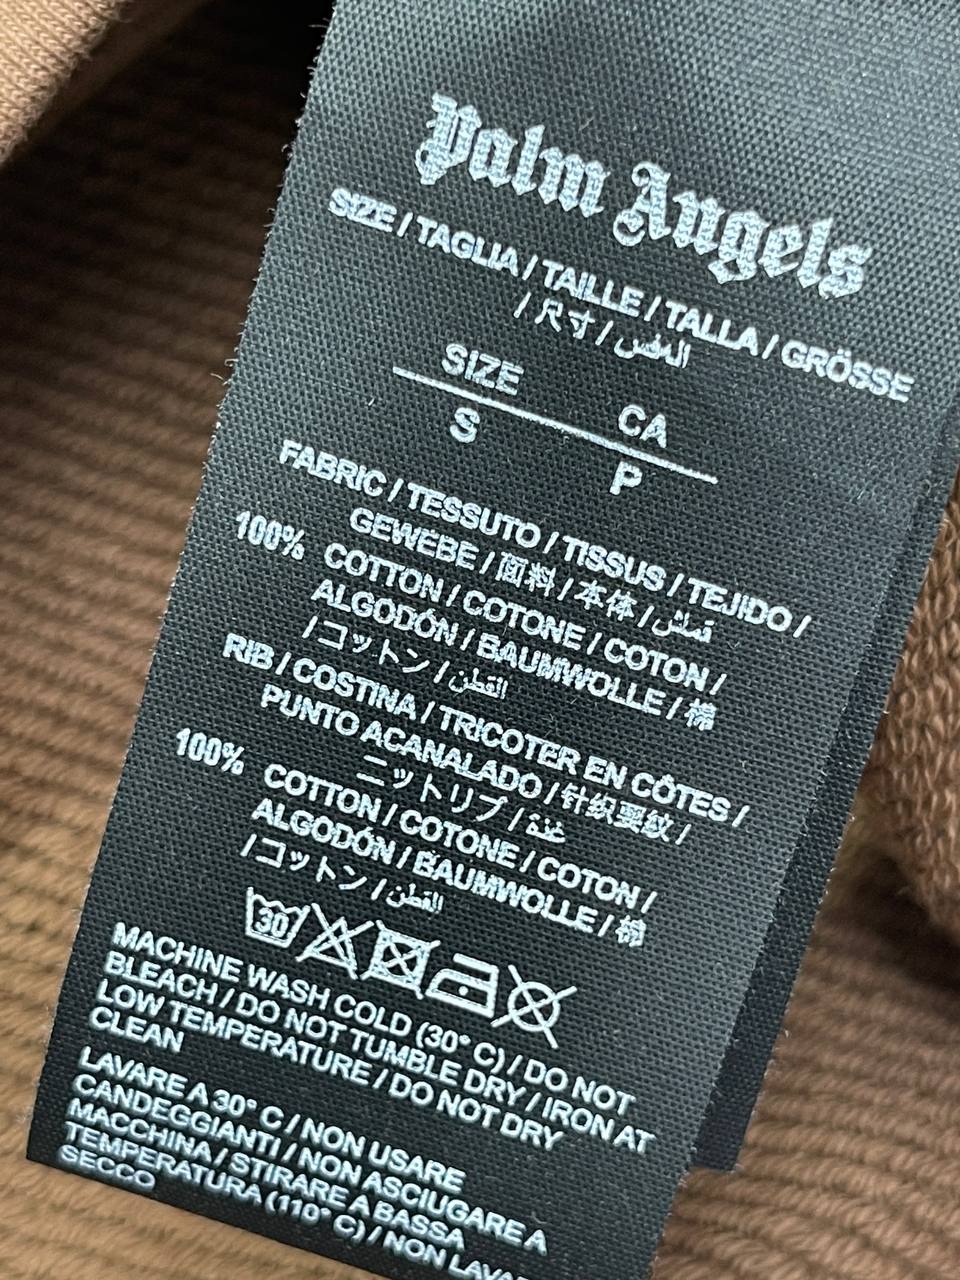 Palm Angels
SIZE / TAGLIA / TAILLE / TALLA / GRÖSSE
/ 尺寸 / المقس
SIZE CA
S P
FABRIC / TESSUTO / TISSUS / TEJIDO /
GEWEBE / 面料 / 本体 / قماش
100% COTTON / COTONE / COTON /
ALGODÓN / BAUMWOLLE / 棉
/ コットン / القطن
RIB / COSTINA / TRICOTER EN CÔTES /
PUNTO ACANALADO / 针织罗纹 /
ニットリブ /
100% COTTON / COTONE / COTON /
ALGODÓN / BAUMWOLLE / 棉
/ コットン / القطن
30
MACHINE WASH COLD (30° C) / DO NOT
BLEACH / DO NOT TUMBLE DRY / IRON AT
LOW TEMPERATURE / DO NOT DRY
CLEAN
LAVARE A 30° C / NON USARE
CANDEGGIANTI / NON ASCIUGARE A
MACCHINA / STIRARE A BASSA
TEMPERATURA (110° C) / NON LAVARE
SECCO